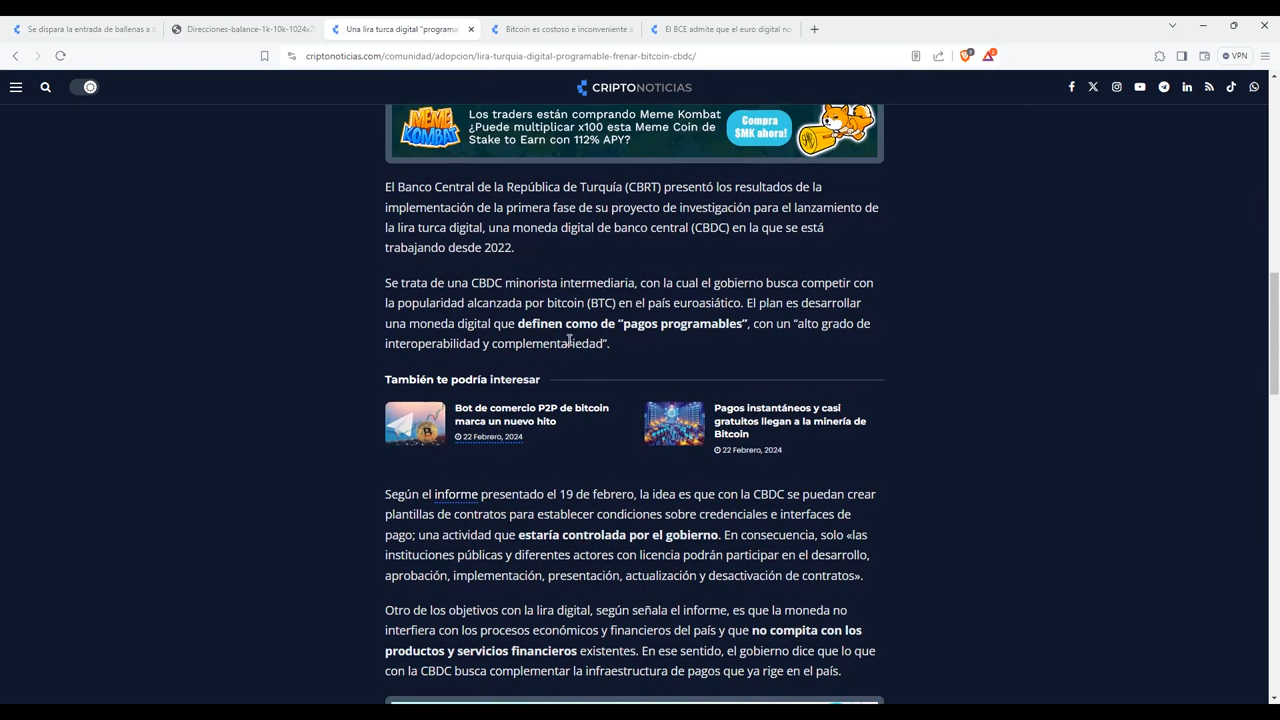 Se dispara la entrada de ballenas a
Direcciones-balance-1k-10k-1024x7
Una lira turca digital "programa
Bitcoin es costoso e inconveniente a
El BCE admite que el euro digital no
criptonoticias.com/comunidad/adopcion/lira-turquia-digital-programable-frenar-bitcoin-cbdc/
VPN
CRIPTONOTICIAS
MEME KOMBAT
Los traders están comprando Meme Kombat
¿Puede multiplicar x100 esta Meme Coin de
Stake to Earn con 112% APY?
Compra
$MK ahora!
El Banco Central de la República de Turquía (CBRT) presentó los resultados de la
implementación de la primera fase de su proyecto de investigación para el lanzamiento de
la lira turca digital, una moneda digital de banco central (CBDC) en la que se está
trabajando desde 2022.
Se trata de una CBDC minorista intermediaria, con la cual el gobierno busca competir con
la popularidad alcanzada por bitcoin (BTC) en el país euroasiático. El plan es desarrollar
una moneda digital que definen como de “pagos programables”, con un “alto grado de
interoperabilidad y complementariedad”.
También te podría interesar
Bot de comercio P2P de bitcoin
marca un nuevo hito
22 Febrero, 2024
Pagos instantáneos y casi
gratuitos llegan a la minería de
Bitcoin
22 Febrero, 2024
Según el informe presentado el 19 de febrero, la idea es que con la CBDC se puedan crear
plantillas de contratos para establecer condiciones sobre credenciales e interfaces de
pago; una actividad que estaría controlada por el gobierno. En consecuencia, solo «las
instituciones públicas y diferentes actores con licencia podrán participar en el desarrollo,
aprobación, implementación, presentación, actualización y desactivación de contratos».
Otro de los objetivos con la lira digital, según señala el informe, es que la moneda no
interfiera con los procesos económicos y financieros del país y que no compita con los
productos y servicios financieros existentes. En ese sentido, el gobierno dice que lo que
con la CBDC busca complementar la infraestructura de pagos que ya rige en el país.